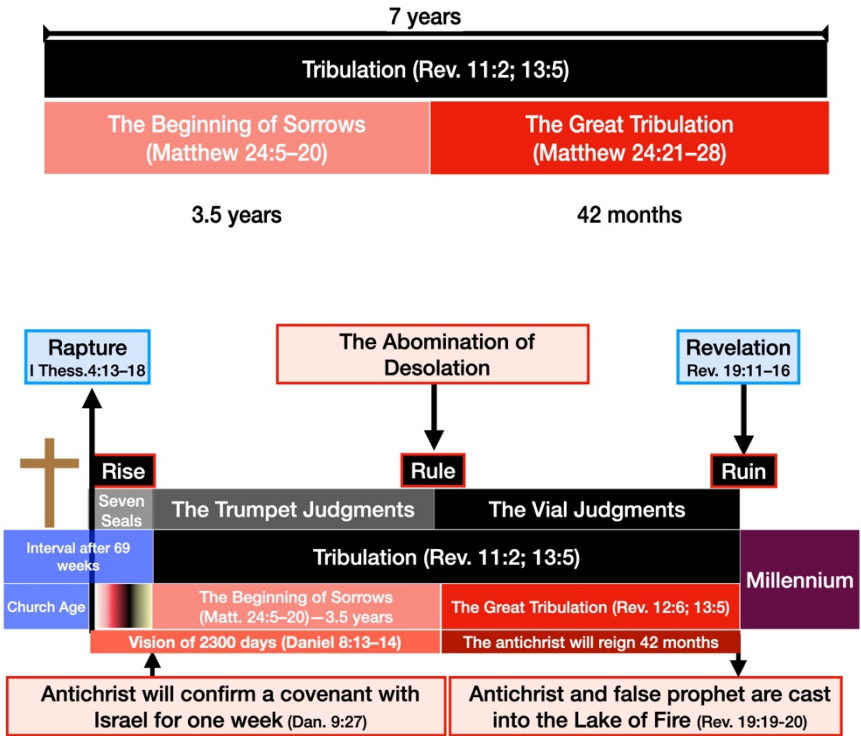 7 years
Tribulation (Rev. 11:2; 13:5)
The Beginning of Sorrows
(Matthew 24:5–20)
The Great Tribulation
(Matthew 24:21–28)
3.5 years
42 months
Rapture
I Thess.4:13–18
The Abomination of
Desolation
Revelation
Rev. 19:11–16
Rise
Rule
Ruin
Seven
Seals
The Trumpet Judgments
The Vial Judgments
Interval after 69
weeks
Tribulation (Rev. 11:2; 13:5)
Millennium
Church Age
The Beginning of Sorrows
(Matt. 24:5–20)—3.5 years
The Great Tribulation (Rev. 12:6; 13:5)
Vision of 2300 days (Daniel 8:13–14)
The antichrist will reign 42 months
Antichrist will confirm a covenant with
Israel for one week (Dan. 9:27)
Antichrist and false prophet are cast
into the Lake of Fire (Rev. 19:19-20)